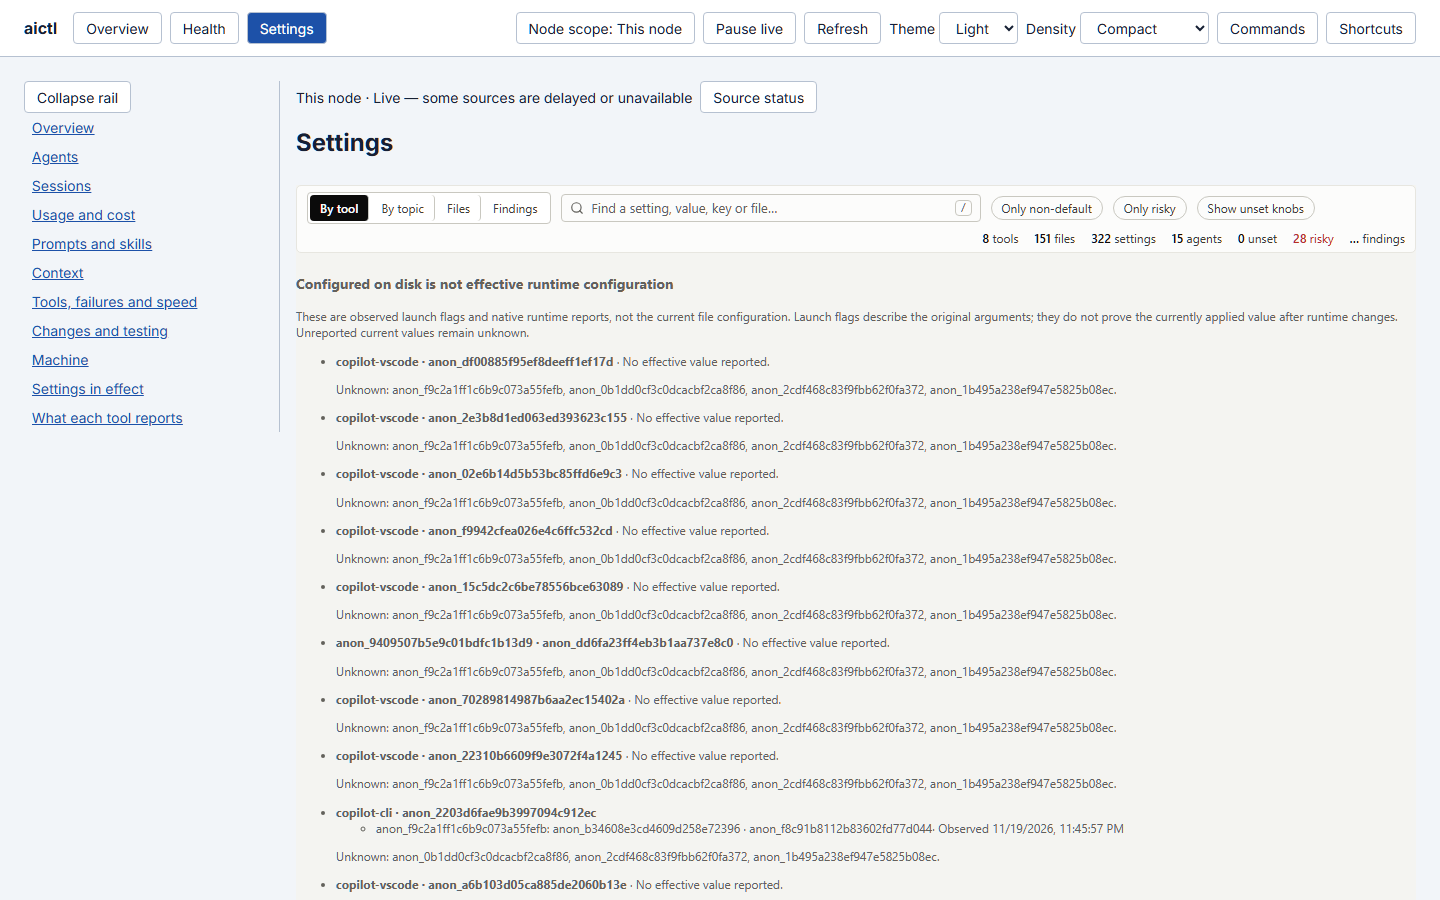 aictl Overview Health Settings Node scope: This node Pause live Refresh Theme Light Density Compact Commands Shortcuts
Collapse rail
Overview
Agents
Sessions
Usage and cost
Prompts and skills
Context
Tools, failures and speed
Changes and testing
Machine
Settings in effect
What each tool reports
This node · Live — some sources are delayed or unavailable Source status
Settings
By tool By topic Files Findings Find a setting, value, key or file... / Only non-default Only risky Show unset knobs
8 tools 151 files 322 settings 15 agents 0 unset 28 risky ... findings
Configured on disk is not effective runtime configuration
These are observed launch flags and native runtime reports, not the current file configuration. Launch flags describe the original arguments; they do not prove the currently applied value after runtime changes.
Unreported current values remain unknown.
• copilot-vscode · anon_df00885f95ef8deeff1ef17d · No effective value reported.
Unknown: anon_f9c2a1ff1c6b9c073a55fefb, anon_0b1dd0cf3c0dcacbf2ca8f86, anon_2cdf468c83f9fbb62f0fa372, anon_1b495a238ef947e5825b08ec.
• copilot-vscode · anon_2e3b8d1ed063ed393623c155 · No effective value reported.
Unknown: anon_f9c2a1ff1c6b9c073a55fefb, anon_0b1dd0cf3c0dcacbf2ca8f86, anon_2cdf468c83f9fbb62f0fa372, anon_1b495a238ef947e5825b08ec.
• copilot-vscode · anon_02e6b14d5b53bc85ffd6e9c3 · No effective value reported.
Unknown: anon_f9c2a1ff1c6b9c073a55fefb, anon_0b1dd0cf3c0dcacbf2ca8f86, anon_2cdf468c83f9fbb62f0fa372, anon_1b495a238ef947e5825b08ec.
• copilot-vscode · anon_f9942cfea026e4c6ffc532cd · No effective value reported.
Unknown: anon_f9c2a1ff1c6b9c073a55fefb, anon_0b1dd0cf3c0dcacbf2ca8f86, anon_2cdf468c83f9fbb62f0fa372, anon_1b495a238ef947e5825b08ec.
• copilot-vscode · anon_15c5dc2c6be78556bce63089 · No effective value reported.
Unknown: anon_f9c2a1ff1c6b9c073a55fefb, anon_0b1dd0cf3c0dcacbf2ca8f86, anon_2cdf468c83f9fbb62f0fa372, anon_1b495a238ef947e5825b08ec.
• anon_9409507b5e9c01bdfc1b13d9 · anon_dd6fa23ff4eb3b1aa737e8c0 · No effective value reported.
Unknown: anon_f9c2a1ff1c6b9c073a55fefb, anon_0b1dd0cf3c0dcacbf2ca8f86, anon_2cdf468c83f9fbb62f0fa372, anon_1b495a238ef947e5825b08ec.
• copilot-vscode · anon_70289814987b6aa2ec15402a · No effective value reported.
Unknown: anon_f9c2a1ff1c6b9c073a55fefb, anon_0b1dd0cf3c0dcacbf2ca8f86, anon_2cdf468c83f9fbb62f0fa372, anon_1b495a238ef947e5825b08ec.
• copilot-vscode · anon_22310b6609f9e3072f4a1245 · No effective value reported.
Unknown: anon_f9c2a1ff1c6b9c073a55fefb, anon_0b1dd0cf3c0dcacbf2ca8f86, anon_2cdf468c83f9fbb62f0fa372, anon_1b495a238ef947e5825b08ec.
• copilot-cli · anon_2203d6fae9b3997094c912ec
◦ anon_f9c2a1ff1c6b9c073a55fefb: anon_b34608e3cd4609d258e72396 · anon_f8c91b8112b83602fd77d044· Observed 11/19/2026, 11:45:57 PM
Unknown: anon_0b1dd0cf3c0dcacbf2ca8f86, anon_2cdf468c83f9fbb62f0fa372, anon_1b495a238ef947e5825b08ec.
• copilot-vscode · anon_a6b103d05ca885de2060b13e · No effective value reported.